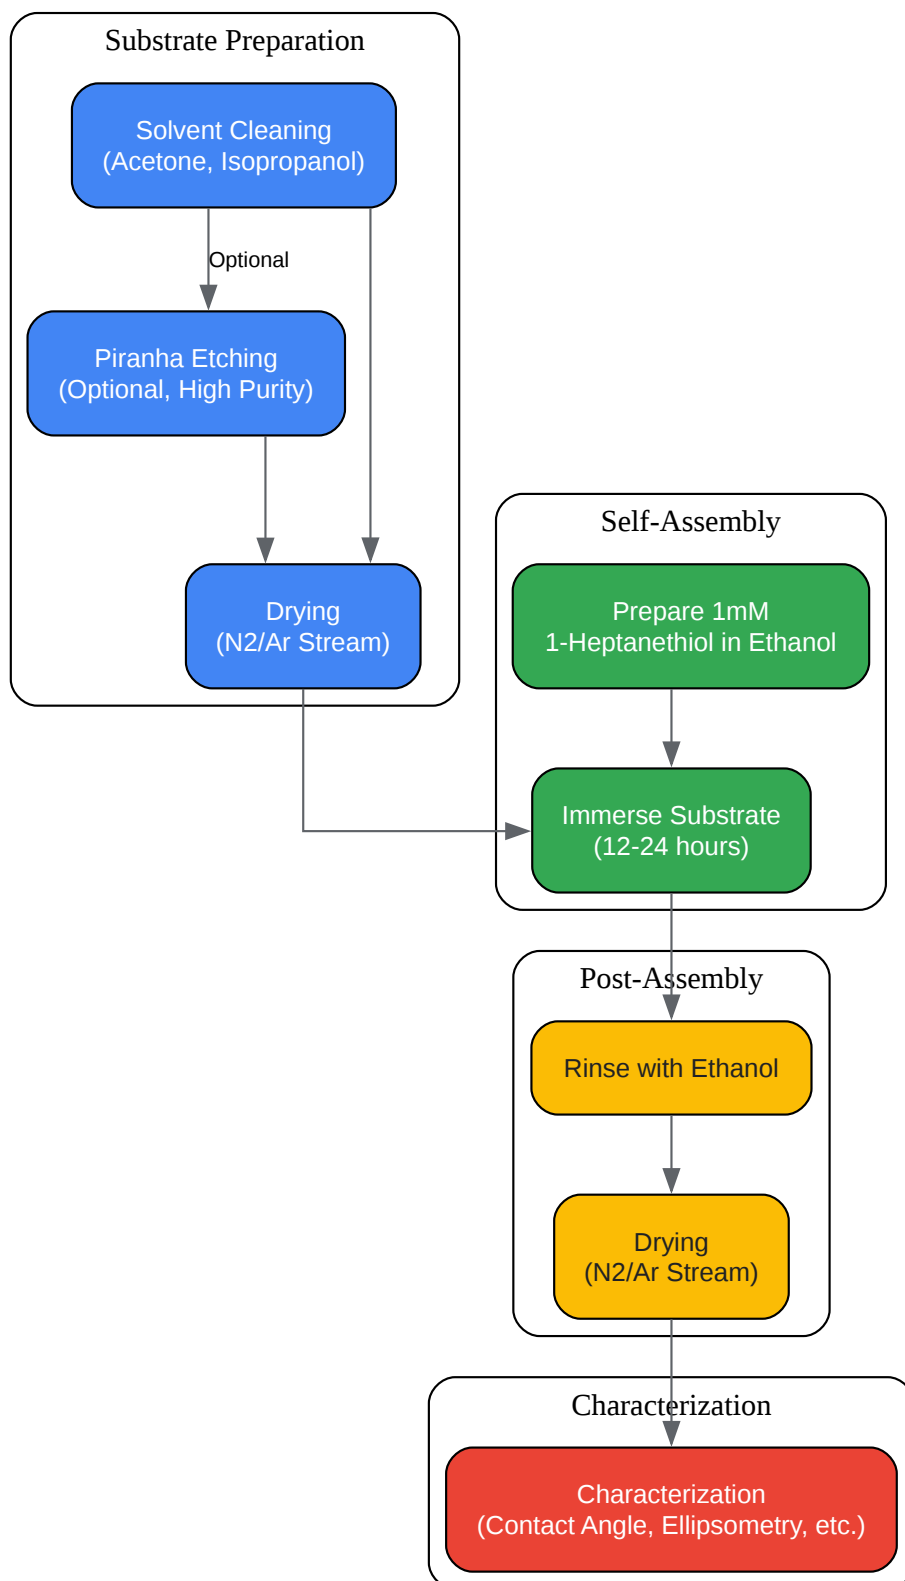 Substrate Preparation
Solvent Cleaning
(Acetone, Isopropanol)
Optional
Piranha Etching
(Optional, High Purity)
Drying
(N2/Ar Stream)
Self-Assembly
Prepare 1mM
1-Heptanethiol in Ethanol
Immerse Substrate
(12-24 hours)
Post-Assembly
Rinse with Ethanol
Drying
(N2/Ar Stream)
Characterization
Characterization
(Contact Angle, Ellipsometry, etc.)